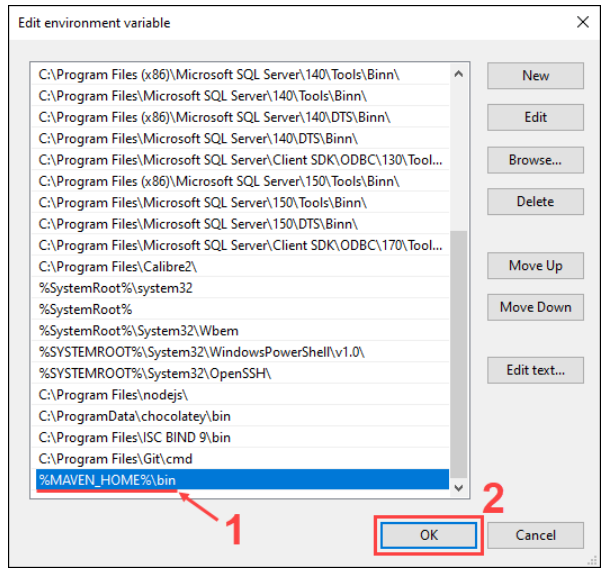 Edit environment variable
C:\Program Files (x86)\Microsoft SQL Server\140\Tools\Binn\
C:\Program Files\Microsoft SQL Server\140\Tools\Binn\
C:\Program Files (x86)\Microsoft SQL Server\140\DTS\Binn\
C:\Program Files\Microsoft SQL Server\140\DTS\Binn\
C:\Program Files\Microsoft SQL Server\Client SDK\ODBC\130\Tool...
C:\Program Files (x86)\Microsoft SQL Server\150\Tools\Binn\
C:\Program Files\Microsoft SQL Server\150\Tools\Binn\
C:\Program Files\Microsoft SQL Server\150\DTS\Binn\
C:\Program Files\Microsoft SQL Server\Client SDK\ODBC\170\Tool...
C:\Program Files\Calibre2\
%SystemRoot%\system32
%SystemRoot%
%SystemRoot%\System32\Wbem
%SYSTEMROOT%\System32\WindowsPowerShell\v1.0\
%SYSTEMROOT%\System32\OpenSSH\
C:\Program Files\nodejs\
C:\ProgramData\chocolatey\bin
C:\Program Files\ISC BIND 9\bin
C:\Program Files\Git\cmd
%MAVEN_HOME%\bin
New
Edit
Browse...
Delete
Move Up
Move Down
Edit text...
1
2
OK
Cancel